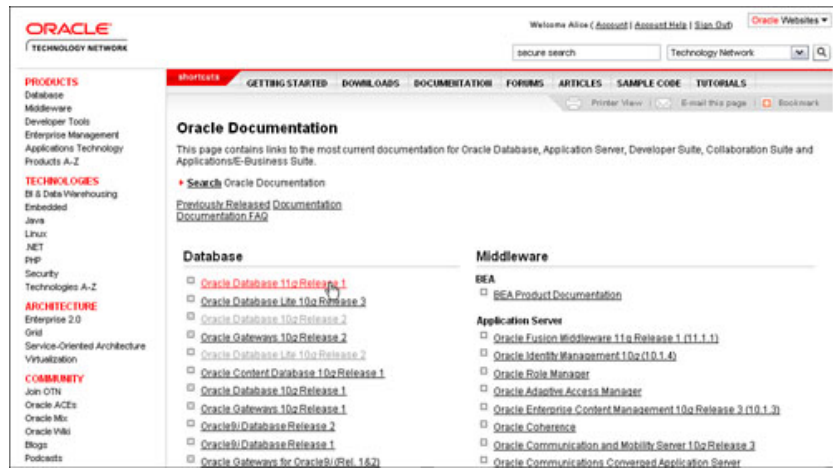 ORACLE
TECHNOLOGY NETWORK
Welcome Alice ( Account | Account Help | Sign Out)
Oracle Websites
secure search
Technology Network
shortcuts
GETTING STARTED DOWNLOADS DOCUMENTATION FORUMS ARTICLES SAMPLE CODE TUTORIALS
Printer View | E-mail this page | Bookmark
PRODUCTS
Database
Middleware
Developer Tools
Enterprise Management
Applications Technology
Products A-Z
TECHNOLOGIES
BI & Data Warehousing
Embedded
Java
Linux
.NET
PHP
Security
Technologies A-Z
ARCHITECTURE
Enterprise 2.0
Grid
Service-Oriented Architecture
Virtualization
COMMUNITY
Join OTN
Oracle ACEs
Oracle Mix
Oracle Wiki
Blogs
Podcasts
Oracle Documentation
This page contains links to the most current documentation for Oracle Database, Application Server, Developer Suite, Collaboration Suite and
Applications/E-Business Suite.
Search Oracle Documentation
Previously Released Documentation
Documentation FAQ
Database
Oracle Database 11g Release 1
Oracle Database Lite 10g Release 3
Oracle Database 10g Release 2
Oracle Gateways 10g Release 2
Oracle Database Lite 10g Release 2
Oracle Content Database 10g Release 1
Oracle Database 10g Release 1
Oracle Gateways 10g Release 1
Oracle9i Database Release 2
Oracle9i Database Release 1
Oracle Gateways for Oracle9i (Rel. 1&2)
Middleware
BEA
BEA Product Documentation
Application Server
Oracle Fusion Middleware 11g Release 1 (11.1.1)
Oracle Identity Management 10g (10.1.4)
Oracle Role Manager
Oracle Adaptive Access Manager
Oracle Enterprise Content Management 10g Release 3 (10.1.3)
Oracle Coherence
Oracle Communication and Mobility Server 10g Release 3
Oracle Communications Converged Application Server